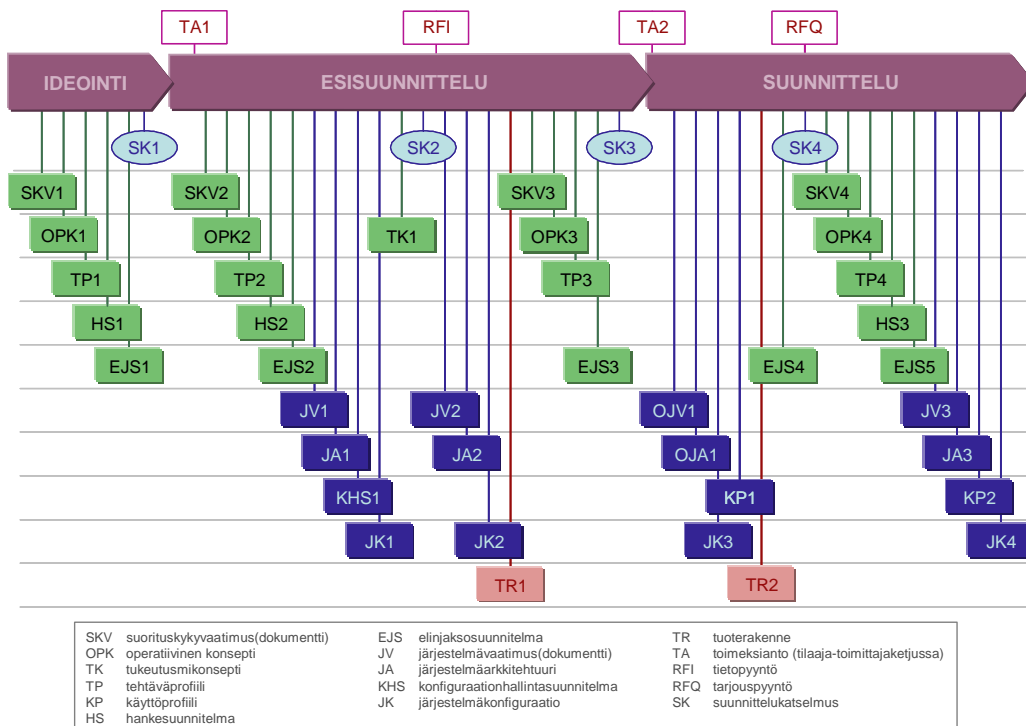 TA1 RFI TA2 RFQ
IDEOINTI ESISUUNNITTELU SUUNNITTELU
SK1 SK2 SK3 SK4
SKV1 SKV2 SKV3 SKV4
OPK1 OPK2 TK1 OPK3 OPK4
TP1 TP2 TP3 TP4
HS1 HS2 HS3
EJS1 EJS2 EJS3 EJS4 EJS5
JV1 JV2 OJV1 JV3
JA1 JA2 OJA1 JA3
KHS1 KP1 KP2
JK1 JK2 JK3 JK4
TR1 TR2
SKV suorituskykyvaatimus(dokumentti)
OPK operatiivinen konsepti
TK tukeutusmikonsepti
TP tehtäväprofiili
KP käyttöprofiili
HS hankesuunnitelma
EJS elinjaksosuunnitelma
JV järjestelmävaatimus(dokumentti)
JA järjestelmäarkkitehtuuri
KHS konfiguraationhallintasuunnitelma
JK järjestelmäkonfiguraatio
TR tuoterakenne
TA toimeksianto (tilaaja-toimittajaketjussa)
RFI tietopyyntö
RFQ tarjouspyyntö
SK suunnittelukatselmus